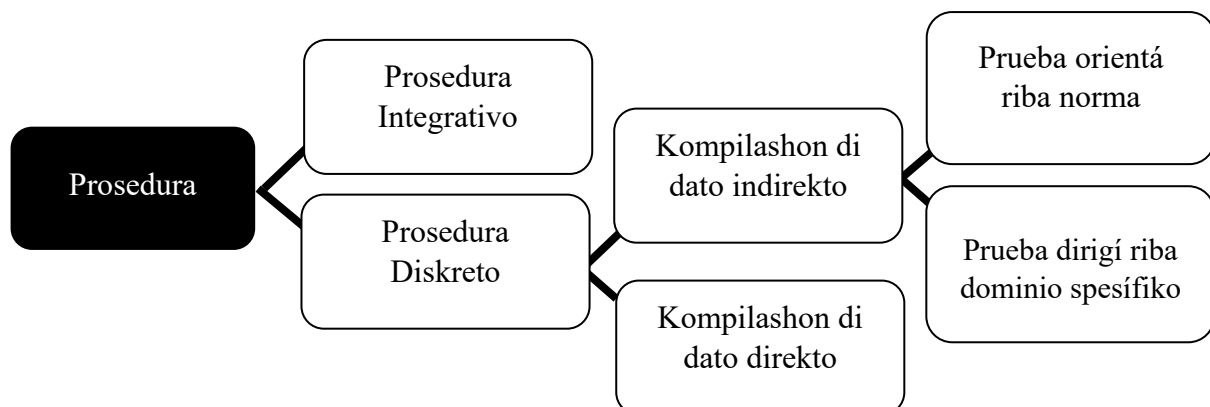 Prosedura
Prosedura
Integrativo
Prosedura
Diskreto
Kompilashon di
dato indirekto
Kompilashon di
dato direkto
Prueba orientá
riba norma
Prueba dirigí riba
dominio spesífiko